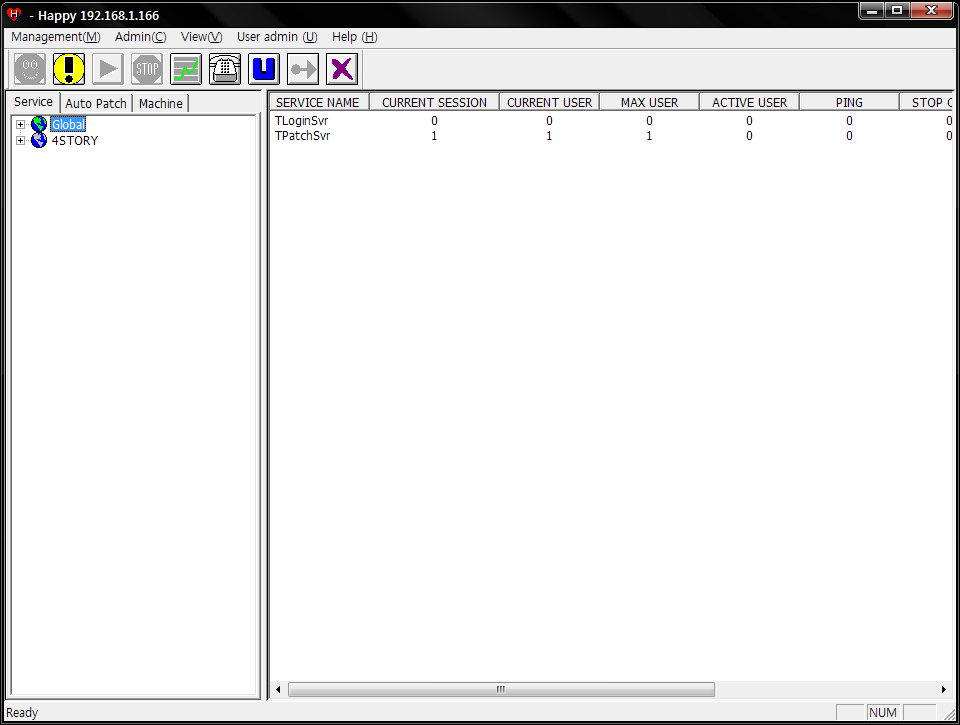 - Happy 192.168.1.166
Management(M) Admin(C) View(V) User admin (U) Help (H)
STOP
Service Auto Patch Machine
Global
4STORY
SERVICE NAME CURRENT SESSION CURRENT USER MAX USER ACTIVE USER PING STOP C
TLoginSvr 0 0 0 0 0 0
TPatchSvr 1 1 1 0 0 0
Ready NUM